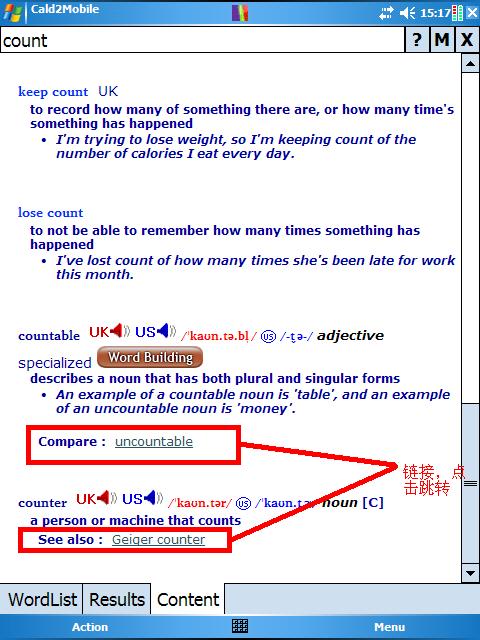 Cald2Mobile 15:17
count ? M X
keep count UK
to record how many of something there are, or how many time's
something has happened
• I'm trying to lose weight, so I'm keeping count of the
number of calories I eat every day.
lose count
to not be able to remember how many times something has
happened
• I've lost count of how many times she's been late for work
this month.
countable UK US /ˈkaʊn.tə.bl̩/ US /-t̬ə-/ adjective
specialized Word Building
describes a noun that has both plural and singular forms
• An example of a countable noun is 'table', and an example
of an uncountable noun is 'money'.
Compare : uncountable
链接，点
击跳转
counter UK US /ˈkaʊn.tər/ US /ˈkaʊn.t noun [C]
a person or machine that counts
See also : Geiger counter
WordList Results Content
Action Menu